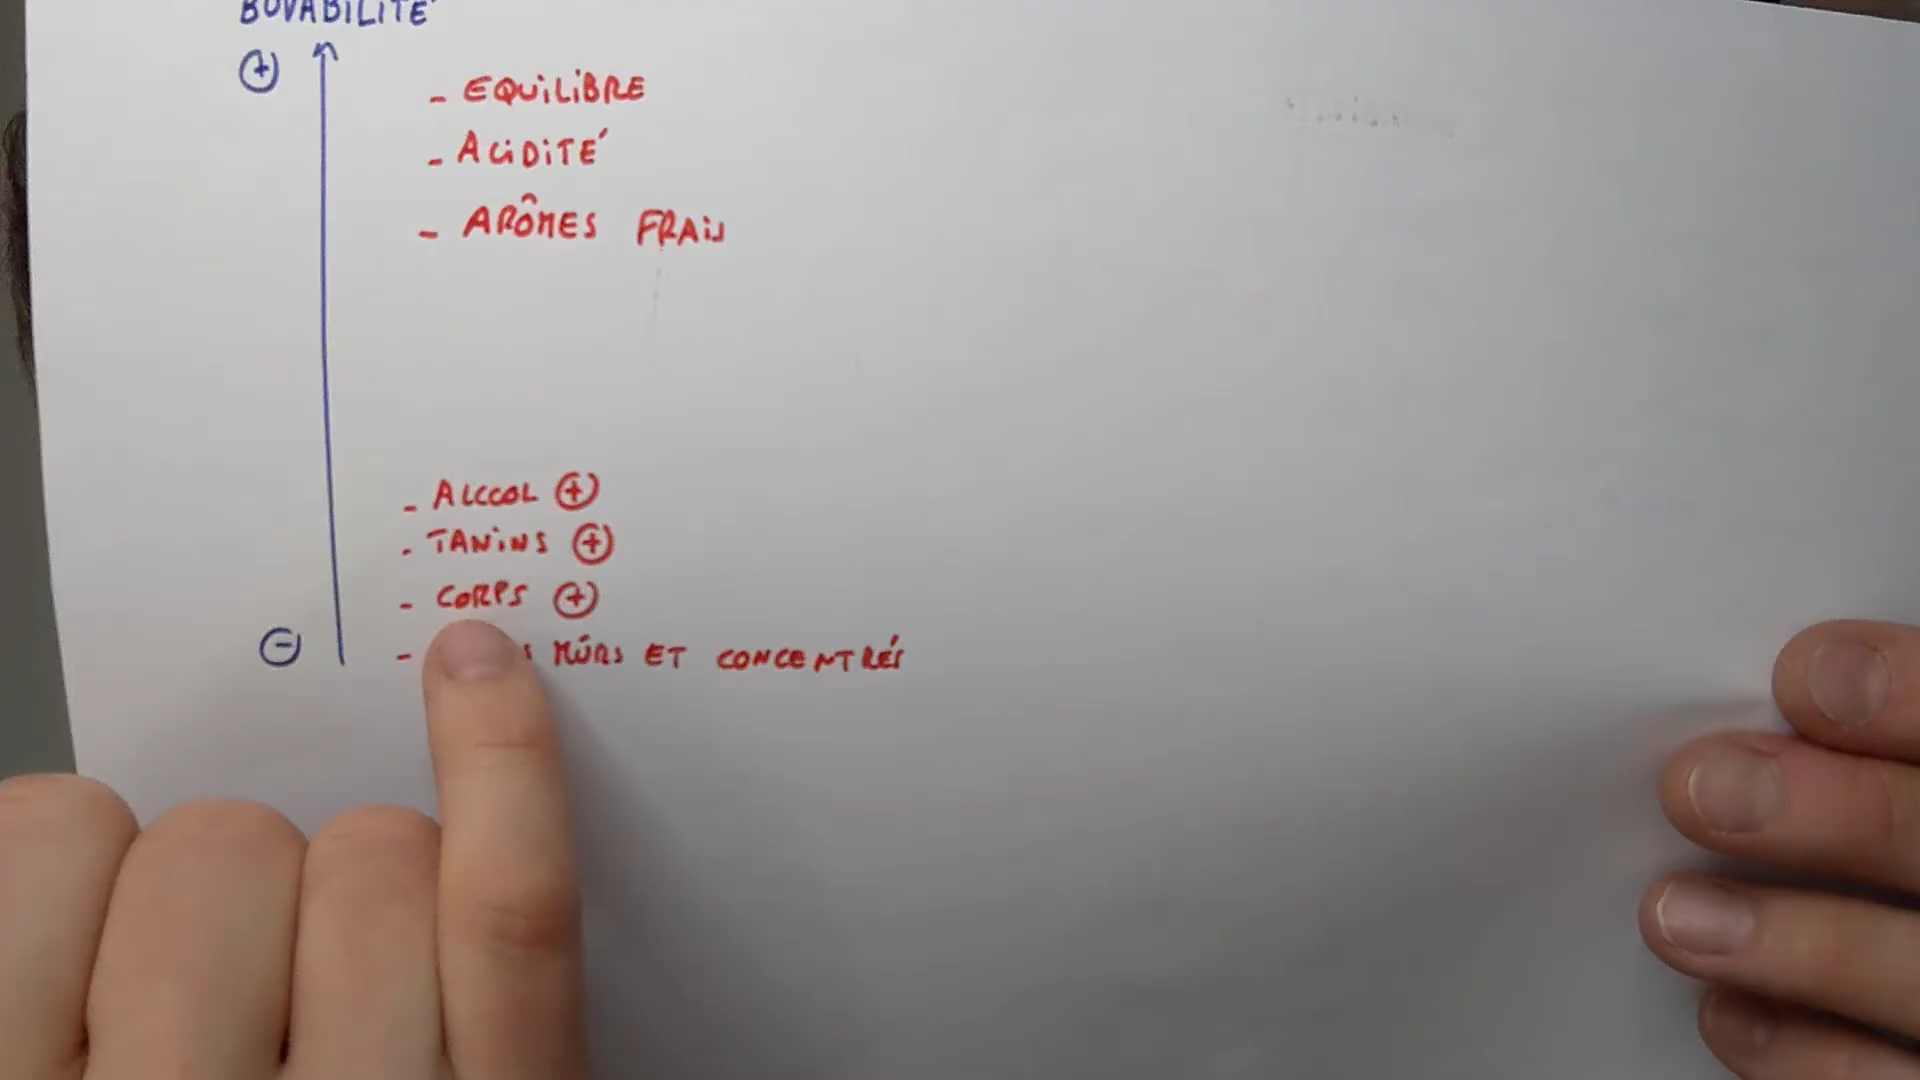 BUVABILITÉ
+
- EQUILIBRE
- ACIDITÉ
- ARÔMES FRAIS
- ALCOOL +
- TANINS +
- CORPS +
- MÛRS ET CONCENTRÉS
-